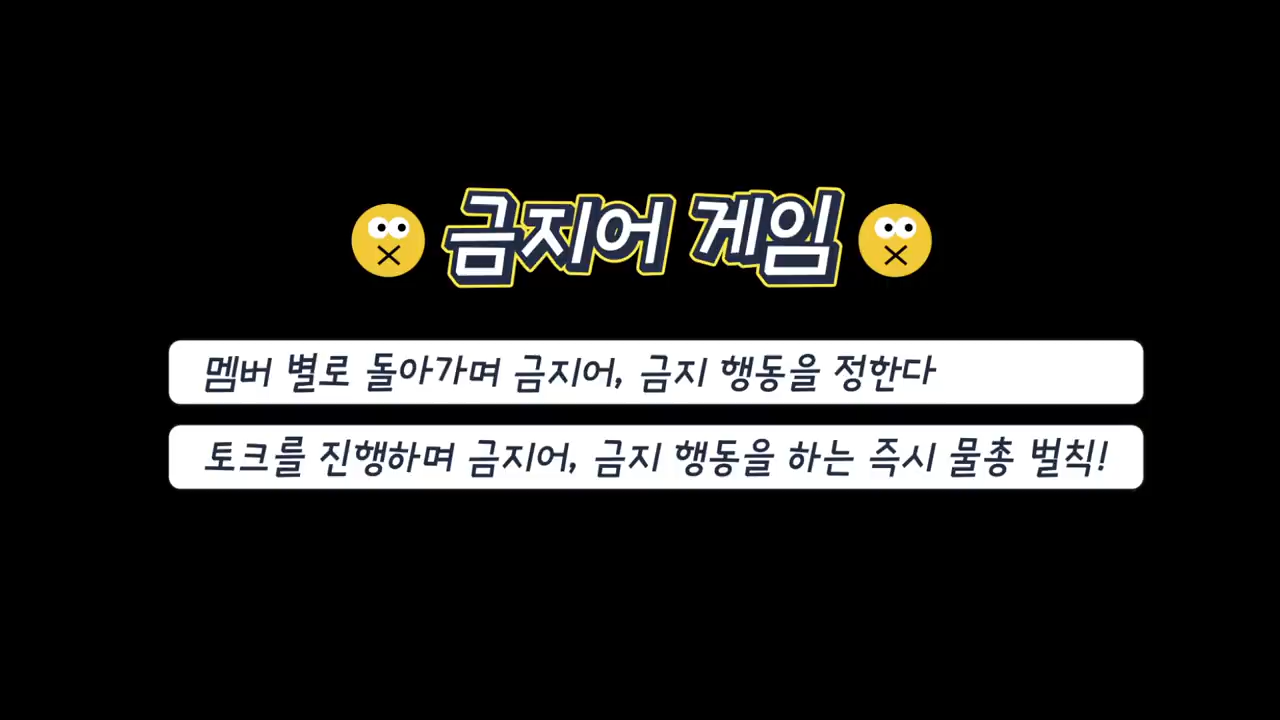 금지어 게임
멤버 별로 돌아가며 금지어, 금지 행동을 정한다
토크를 진행하며 금지어, 금지 행동을 하는 즉시 물총 벌칙!